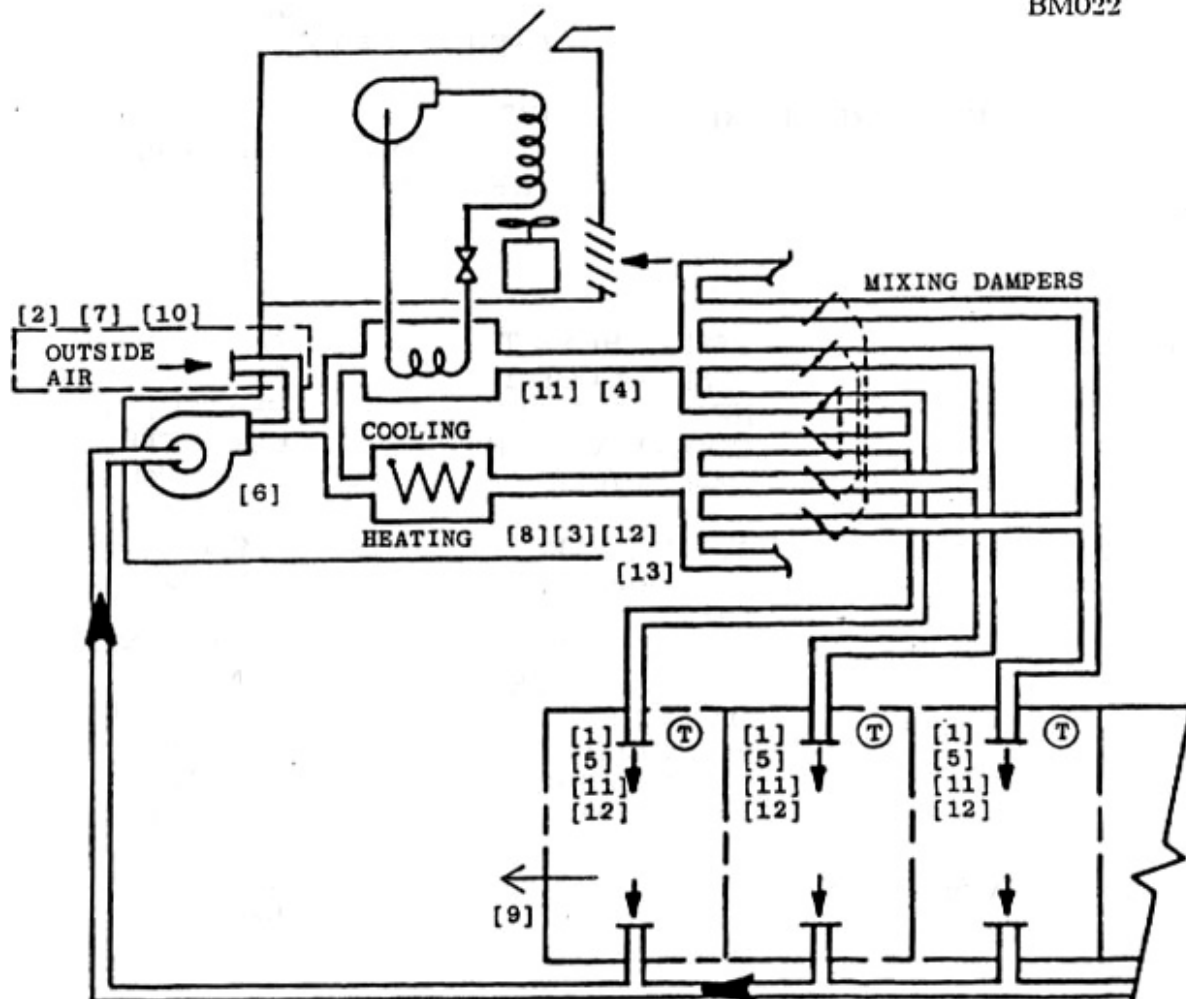 BM022
MIXING DAMPERS
[2] [7] [10]
OUTSIDE
AIR
[11] [4]
COOLING
[6]
HEATING
[8][3][12]
[13]
[1]
[5]
[11]
[12]
T
[1]
[5]
[11]
[12]
T
[1]
[5]
[11]
[12]
T
[9]